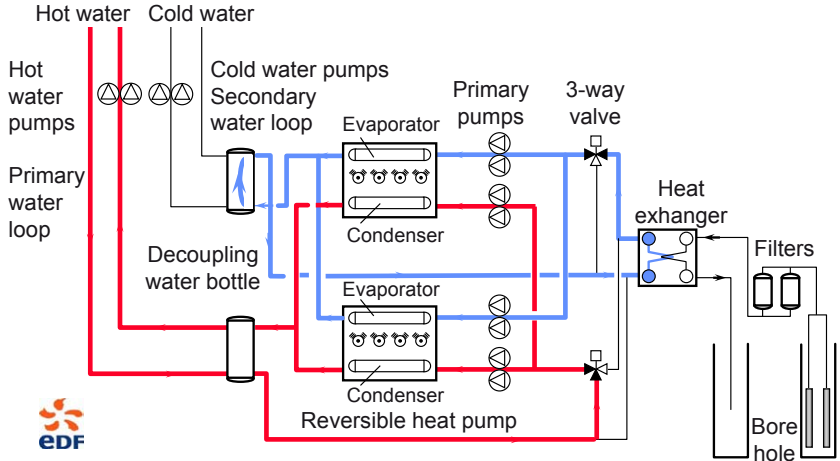 Hot water
Cold water
Hot
water
pumps
Cold water pumps
Secondary
water loop
Primary
pumps
3-way
valve
Evaporator
Primary
water
loop
Condenser
Heat
exhanger
Filters
Decoupling
water bottle
Evaporator
Condenser
Reversible heat pump
Bore
hole
eDF